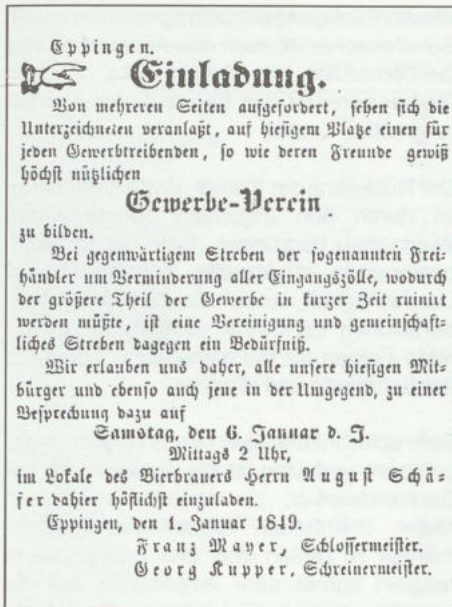 Eppingen.
Einladung.
Von mehreren Seiten aufgefordert, sehen sich die
Unterzeichneten veranlaßt, auf hiesigem Platze einen für
jeden Gewerbtreibenden, so wie deren Freunde gewiß
höchst nützlichen
Gewerbe-Verein
zu bilden.
Bei gegenwärtigem Streben der sogenannten Frei-
händler um Verminderung aller Eingangszölle, wodurch
der größere Theil der Gewerbe in kurzer Zeit ruinirt
werden müßte, ist eine Vereinigung und gemeinschaft-
liches Streben dagegen ein Bedürfniß.
Wir erlauben uns daher, alle unsere hiesigen Mit-
bürger und ebenso auch jene in der Umgegend, zu einer
Besprechung dazu auf
Samstag, den 6. Januar d. J.
Mittags 2 Uhr,
im Lokale des Bierbrauers Herrn August Schä-
fer dahier höflichst einzuladen.
Eppingen, den 1. Januar 1849.
Franz Mayer, Schlossermeister.
Georg Kupper, Schreinermeister.